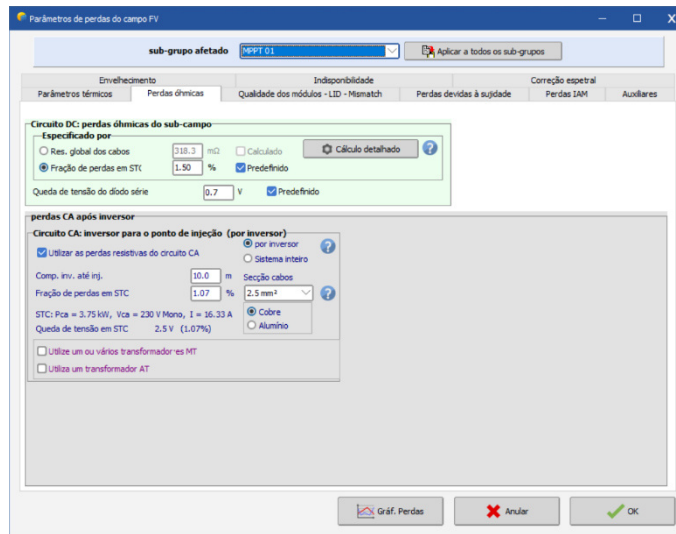 Parâmetros de perdas do campo FV
sub-grupo afetado MPPT 01 Aplicar a todos os sub-grupos
Envelhecimento Indisponibilidade Correção espetral
Parâmetros térmicos Perdas óhmicas Qualidade dos módulos - LID - Mismatch Perdas devidas à sujidade Perdas IAM Auxiliares
Circuito DC: perdas óhmicas do sub-campo
Especificado por
Res. global dos cabos 318.3 mΩ Calculado Cálculo detalhado ?
Fração de perdas em STC 1.50 % Predefinido
Queda de tensão do díodo série 0.7 V Predefinido
perdas CA após inversor
Circuito CA: inversor para o ponto de injeção (por inversor)
Utilizar as perdas resistivas do circuito CA por inversor ?
Sistema inteiro
Comp. inv. até inj. 10.0 m Secção cabos
Fração de perdas em STC 1.07 % 2.5 mm² ?
STC: Pca = 3.75 kW, Vca = 230 V Mono, I = 16.33 A Cobre
Queda de tensão em STC 2.5 V (1.07%) Alumínio
Utilize um ou vários transformador·es MT
Utiliza um transformador AT
Gráf. Perdas Anular OK